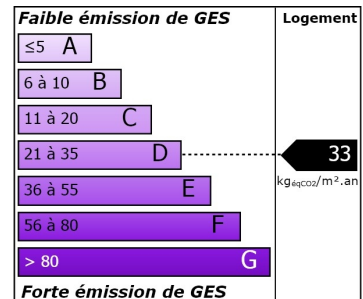 Faible émission de GES
Logement
≤5 A
6 à 10 B
11 à 20 C
21 à 35 D
33
kgéqCO2/m².an
36 à 55 E
56 à 80 F
> 80 G
Forte émission de GES